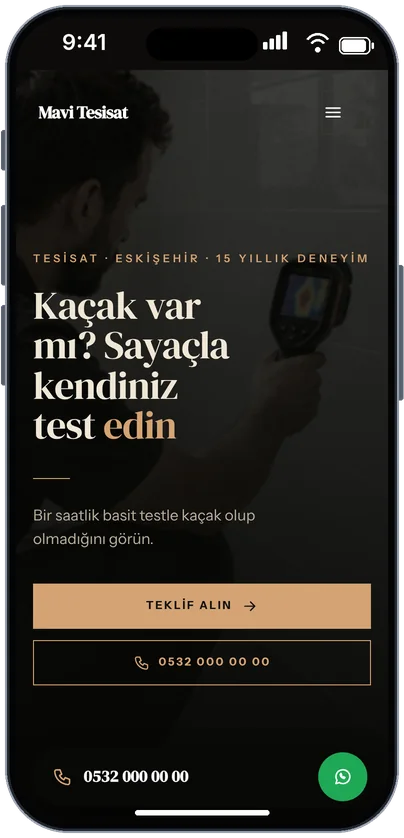 9:41
Mavi Tesisat
TESİSAT · ESKİŞEHİR · 15 YILLIK DENEYİM
Kaçak var
mı? Sayaçla
kendiniz
test edin
Bir saatlik basit testle kaçak olup
olmadığını görün.
TEKLİF ALIN →
0532 000 00 00
0532 000 00 00